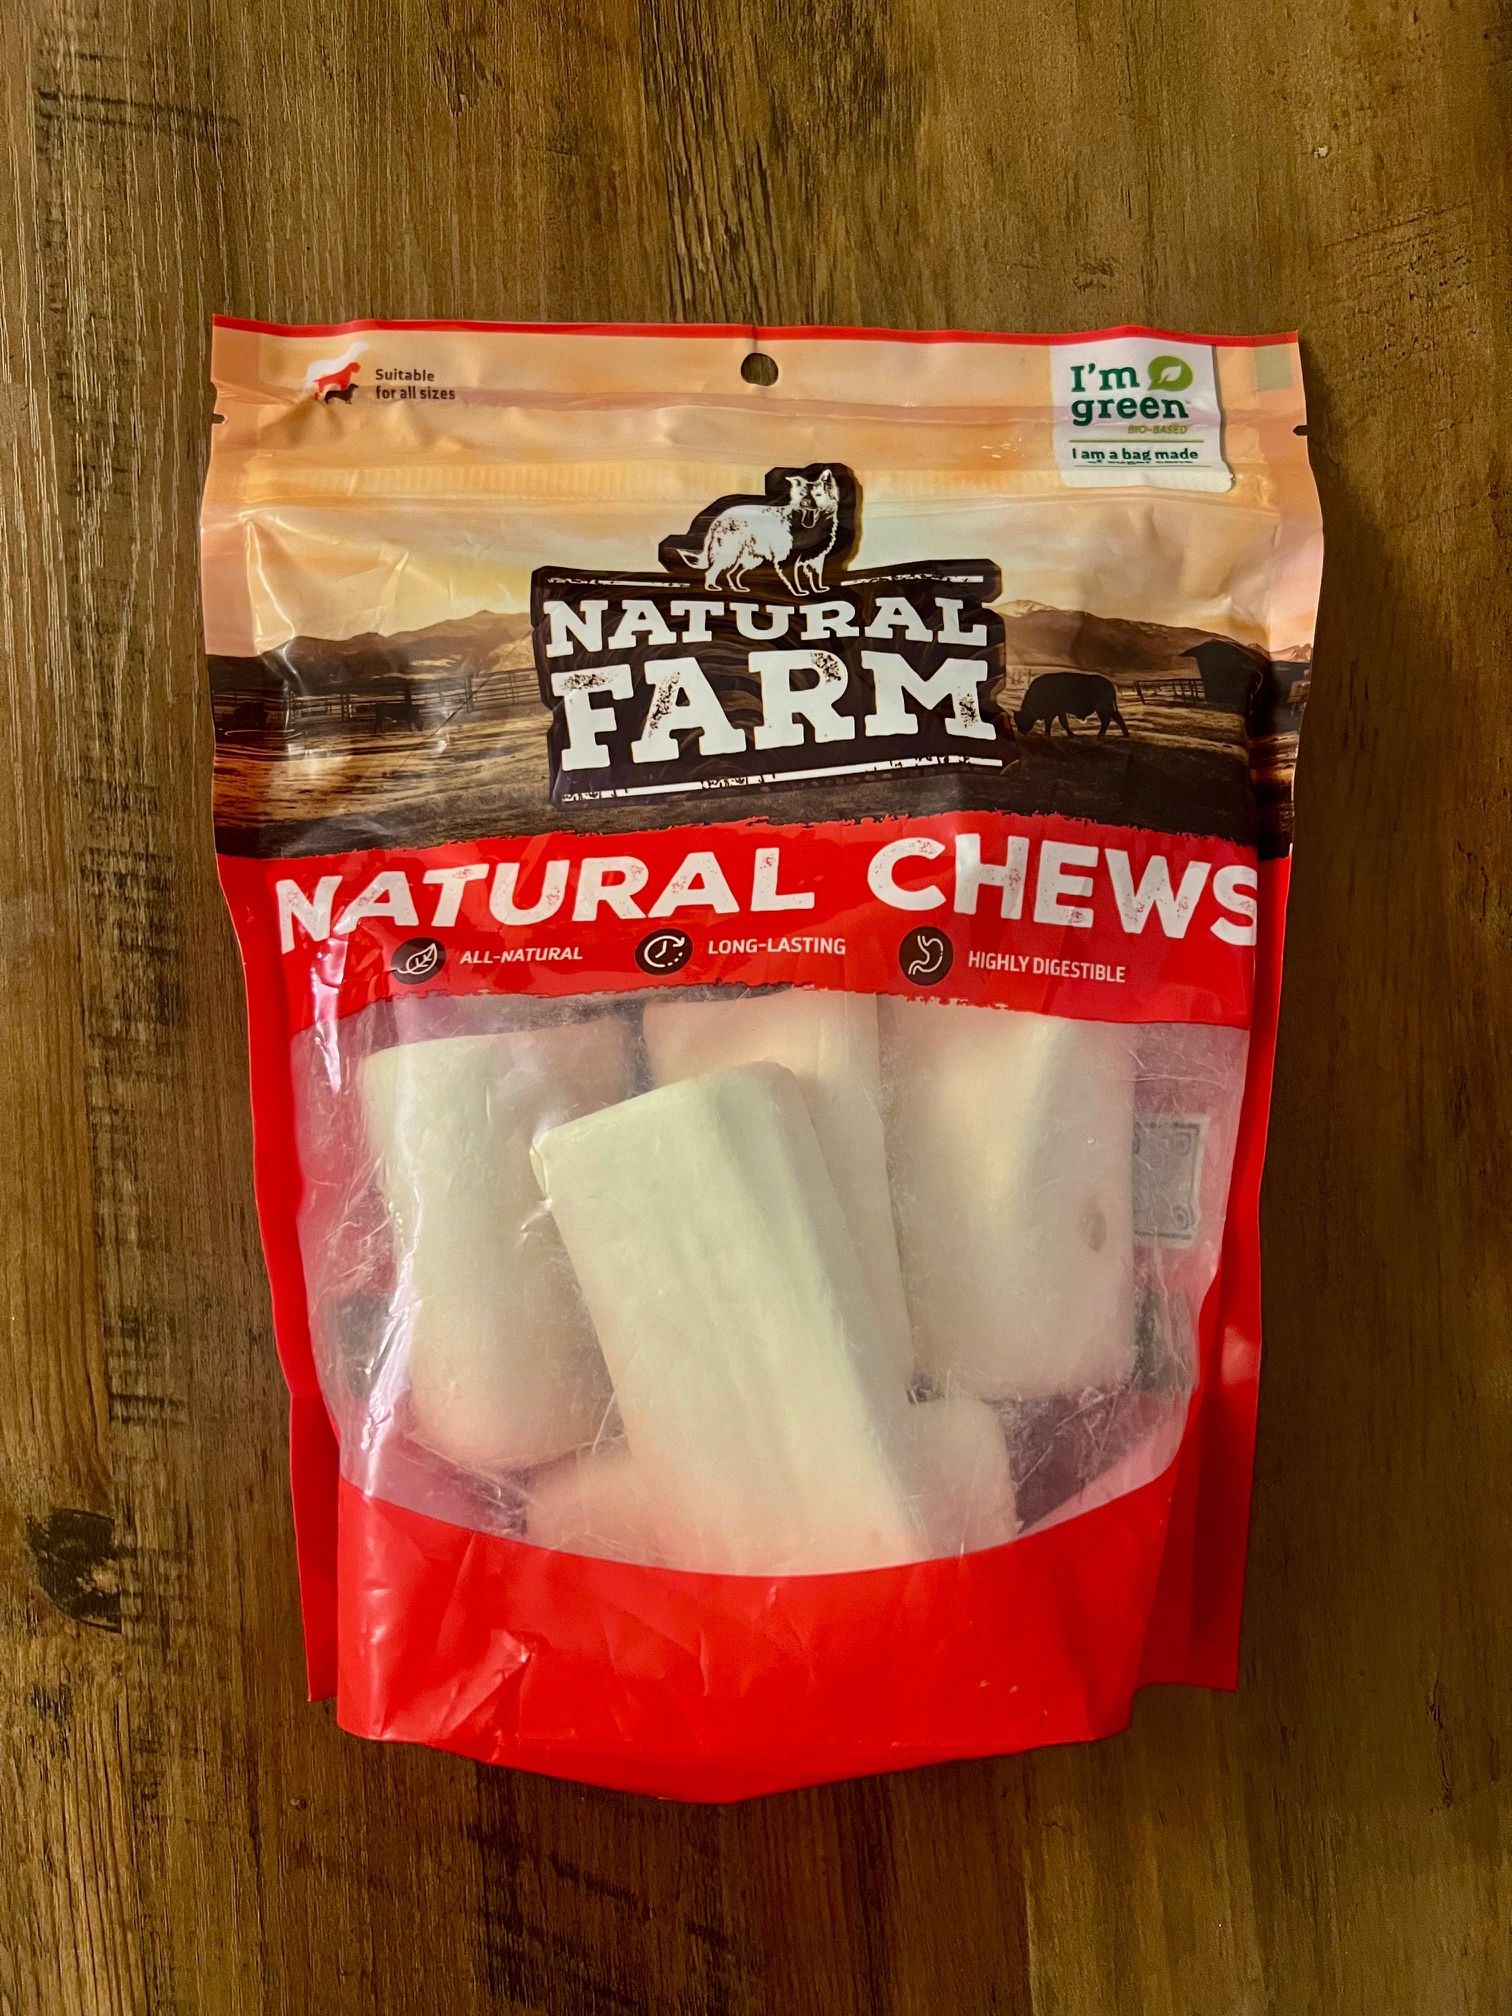 Suitable
for all sizes
I'm
green™
BIO-BASED
I am a bag made
NATURAL
FARM
NATURAL CHEWS
ALL-NATURAL
LONG-LASTING
HIGHLY DIGESTIBLE